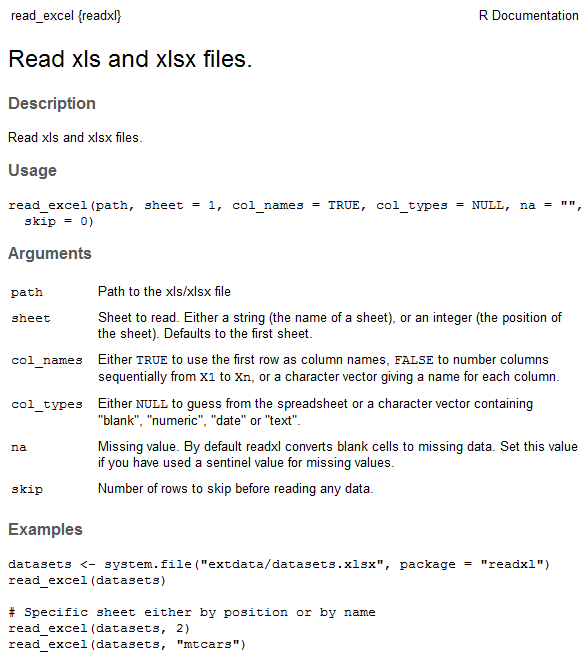 read_excel {readxl} R Documentation
Read xls and xlsx files.
Description
Read xls and xlsx files.
Usage
read_excel(path, sheet = 1, col_names = TRUE, col_types = NULL, na = "",
  skip = 0)
Arguments
path Path to the xls/xlsx file
sheet Sheet to read. Either a string (the name of a sheet), or an integer (the position of
the sheet). Defaults to the first sheet.
col_names Either TRUE to use the first row as column names, FALSE to number columns
sequentially from X1 to Xn, or a character vector giving a name for each column.
col_types Either NULL to guess from the spreadsheet or a character vector containing
"blank", "numeric", "date" or "text".
na Missing value. By default readxl converts blank cells to missing data. Set this value
if you have used a sentinel value for missing values.
skip Number of rows to skip before reading any data.
Examples
datasets <- system.file("extdata/datasets.xlsx", package = "readxl")
read_excel(datasets)
# Specific sheet either by position or by name
read_excel(datasets, 2)
read_excel(datasets, "mtcars")